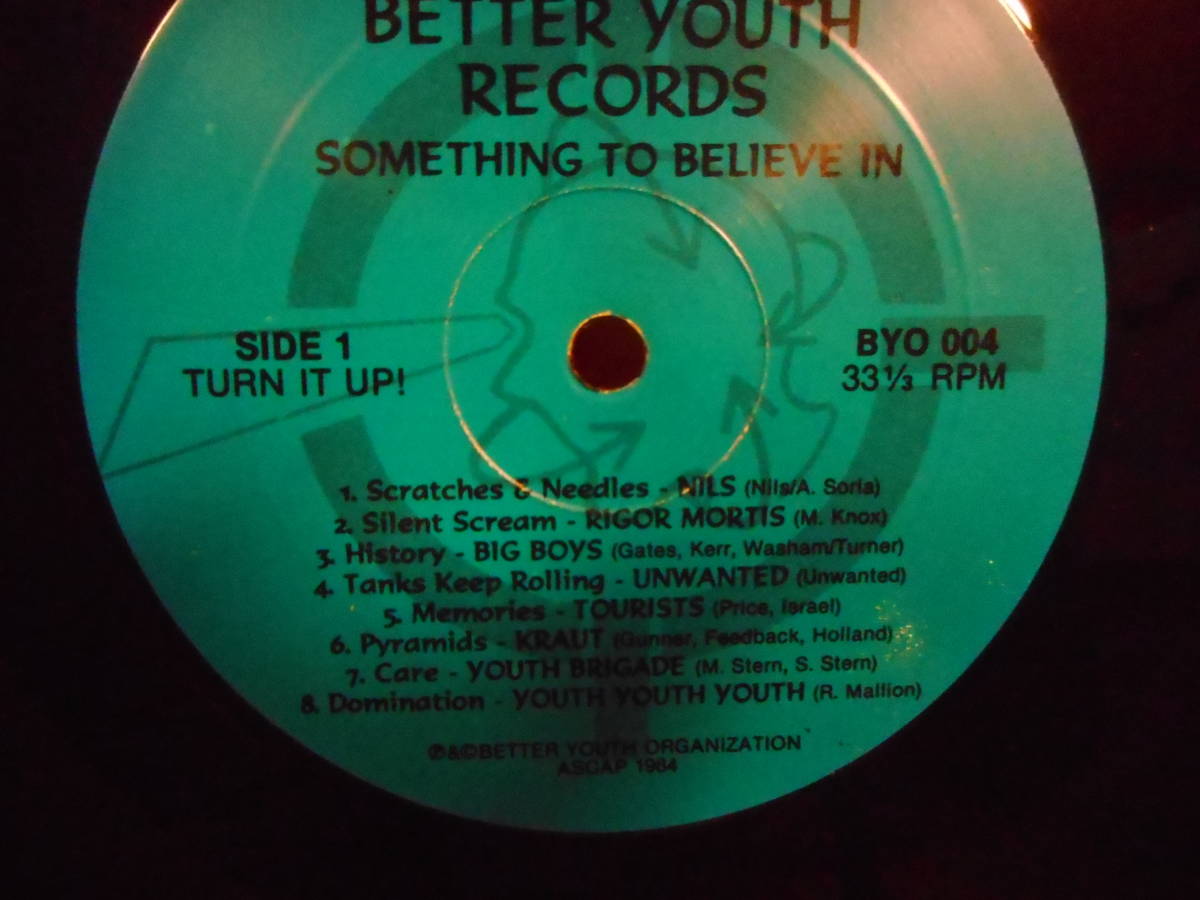 BETTER YOUTH
RECORDS
SOMETHING TO BELIEVE IN
SIDE 1
TURN IT UP!
BYO 004
33⅓ RPM
1. Scratches & Needles - NILS (Nils/A. Soria)
2. Silent Scream - RIGOR MORTIS (M. Knox)
3. History - BIG BOYS (Gates, Kerr, Washam/Turner)
4. Tanks Keep Rolling - UNWANTED (Unwanted)
5. Memories - TOURISTS (Price, Israel)
6. Pyramids - KRAUT (Gunner, Feedback, Holland)
7. Care - YOUTH BRIGADE (M. Stern, S. Stern)
8. Domination - YOUTH YOUTH YOUTH (R. Mallion)
℗&©BETTER YOUTH ORGANIZATION
ASCAP 1984